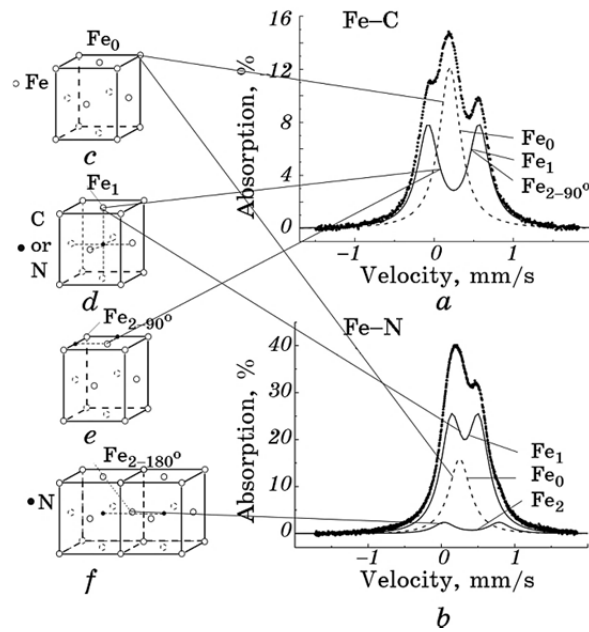 Fe0
Fe
c
Fe1
C
or
N
d
Fe2–90°
e
Fe2–180°
N
f
Fe–C
Absorption, %
16
12
8
4
0
Fe0
Fe1
Fe2–90°
–1 0 1
Velocity, mm/s
a
Fe–N
Absorption, %
40
30
20
10
0
Fe1
Fe0
Fe2
–1 0 1
Velocity, mm/s
b